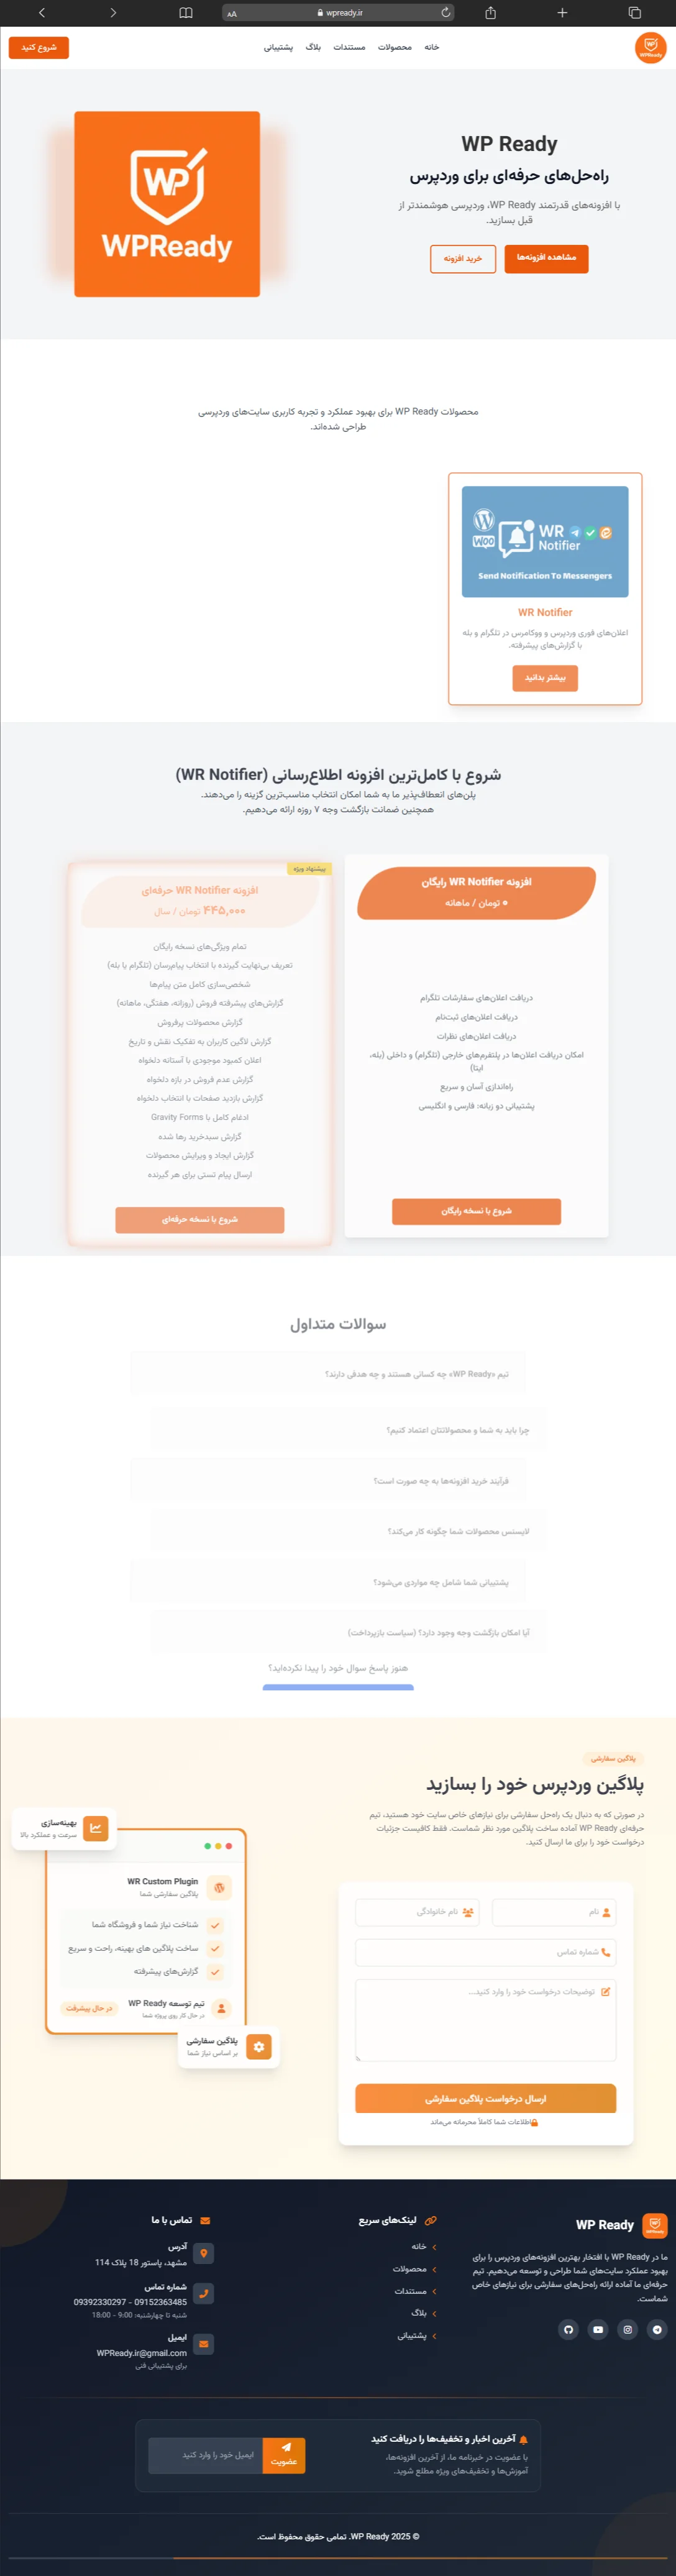 wpready.ir
AA
WPReady
خانه
محصولات
مستندات
بلاگ
پشتیبانی
شروع کنید
WP Ready
راه‌حل‌های حرفه‌ای برای وردپرس
با افزونه‌های قدرتمند WP Ready، وردپرسی هوشمندتر از
قبل بسازید.
مشاهده افزونه‌ها
خرید افزونه
WP
WPReady
محصولات WP Ready برای بهبود عملکرد و تجربه کاربری سایت‌های وردپرسی
طراحی شده‌اند.
Woo
WR
Notifier
Send Notification To Messengers
WR Notifier
اعلان‌های فوری وردپرس و ووکامرس در تلگرام و بله
با گزارش‌های پیشرفته.
بیشتر بدانید
شروع با کامل‌ترین افزونه اطلاع‌رسانی (WR Notifier)
پلن‌های انعطاف‌پذیر ما به شما امکان انتخاب مناسب‌ترین گزینه را می‌دهند.
همچنین ضمانت بازگشت وجه ۷ روزه ارائه می‌دهیم.
افزونه WR Notifier رایگان
۰ تومان / ماهانه
دریافت اعلان‌های سفارشات تلگرام
دریافت اعلان‌های ثبت‌نام
دریافت اعلان‌های نظرات
امکان دریافت اعلان‌ها در پلتفرم‌های خارجی (تلگرام) و داخلی (بله،
ایتا)
راه‌اندازی آسان و سریع
پشتیبانی دو زبانه: فارسی و انگلیسی
شروع با نسخه رایگان
پیشنهاد ویژه
افزونه WR Notifier حرفه‌ای
۴۴۵,۰۰۰ تومان / سال
تمام ویژگی‌های نسخه رایگان
تعریف بی‌نهایت گیرنده با انتخاب پیام‌رسان (تلگرام یا بله)
شخصی‌سازی کامل متن پیام‌ها
گزارش‌های پیشرفته فروش (روزانه، هفتگی، ماهانه)
گزارش محصولات پرفروش
گزارش لاگین کاربران به تفکیک نقش و تاریخ
اعلان کمبود موجودی با آستانه دلخواه
گزارش عدم فروش در بازه دلخواه
گزارش بازدید صفحات با انتخاب دلخواه
ادغام کامل با Gravity Forms
گزارش سبدخرید رها شده
گزارش ایجاد و ویرایش محصولات
ارسال پیام تستی برای هر گیرنده
شروع با نسخه حرفه‌ای
سوالات متداول
تیم «WP Ready» چه کسانی هستند و چه هدفی دارند؟
چرا باید به شما و محصولاتتان اعتماد کنیم؟
فرآیند خرید افزونه‌ها به چه صورت است؟
لایسنس محصولات شما چگونه کار می‌کند؟
پشتیبانی شما شامل چه مواردی می‌شود؟
آیا امکان بازگشت وجه وجود دارد؟ (سیاست بازپرداخت)
هنوز پاسخ سوال خود را پیدا نکرده‌اید؟
پلاگین سفارشی
پلاگین وردپرس خود را بسازید
در صورتی که به دنبال یک راه‌حل سفارشی برای نیازهای خاص سایت خود هستید، تیم
حرفه‌ای WP Ready آماده ساخت پلاگین مورد نظر شماست. فقط کافیست جزئیات
درخواست خود را برای ما ارسال کنید.
نام
نام خانوادگی
شماره تماس
توضیحات درخواست خود را وارد کنید...
ارسال درخواست پلاگین سفارشی
اطلاعات شما کاملاً محرمانه می‌ماند
بهینه‌سازی
سرعت و عملکرد بالا
WR Custom Plugin
پلاگین سفارشی شما
شناخت نیاز شما و فروشگاه شما
ساخت پلاگین های بهینه، راحت و سریع
گزارش‌های پیشرفته
تیم توسعه WP Ready
در حال کار روی پروژه شما
در حال پیشرفت
پلاگین سفارشی
بر اساس نیاز شما
WP Ready
ما در WP Ready با افتخار بهترین افزونه‌های وردپرس را برای
بهبود عملکرد سایت‌های شما طراحی و توسعه می‌دهیم. تیم
حرفه‌ای ما آماده ارائه راه‌حل‌های سفارشی برای نیازهای خاص
شماست.
لینک‌های سریع
خانه
محصولات
مستندات
بلاگ
پشتیبانی
تماس با ما
آدرس
مشهد، پاستور 18 پلاک 114
شماره تماس
09152363485 - 09392330297
شنبه تا چهارشنبه: 9:00 - 18:00
ایمیل
WPReady.ir@gmail.com
برای پشتیبانی فنی
آخرین اخبار و تخفیف‌ها را دریافت کنید
با عضویت در خبرنامه ما، از آخرین افزونه‌ها،
آموزش‌ها و تخفیف‌های ویژه مطلع شوید.
عضویت
ایمیل خود را وارد کنید
© 2025 WP Ready. تمامی حقوق محفوظ است.